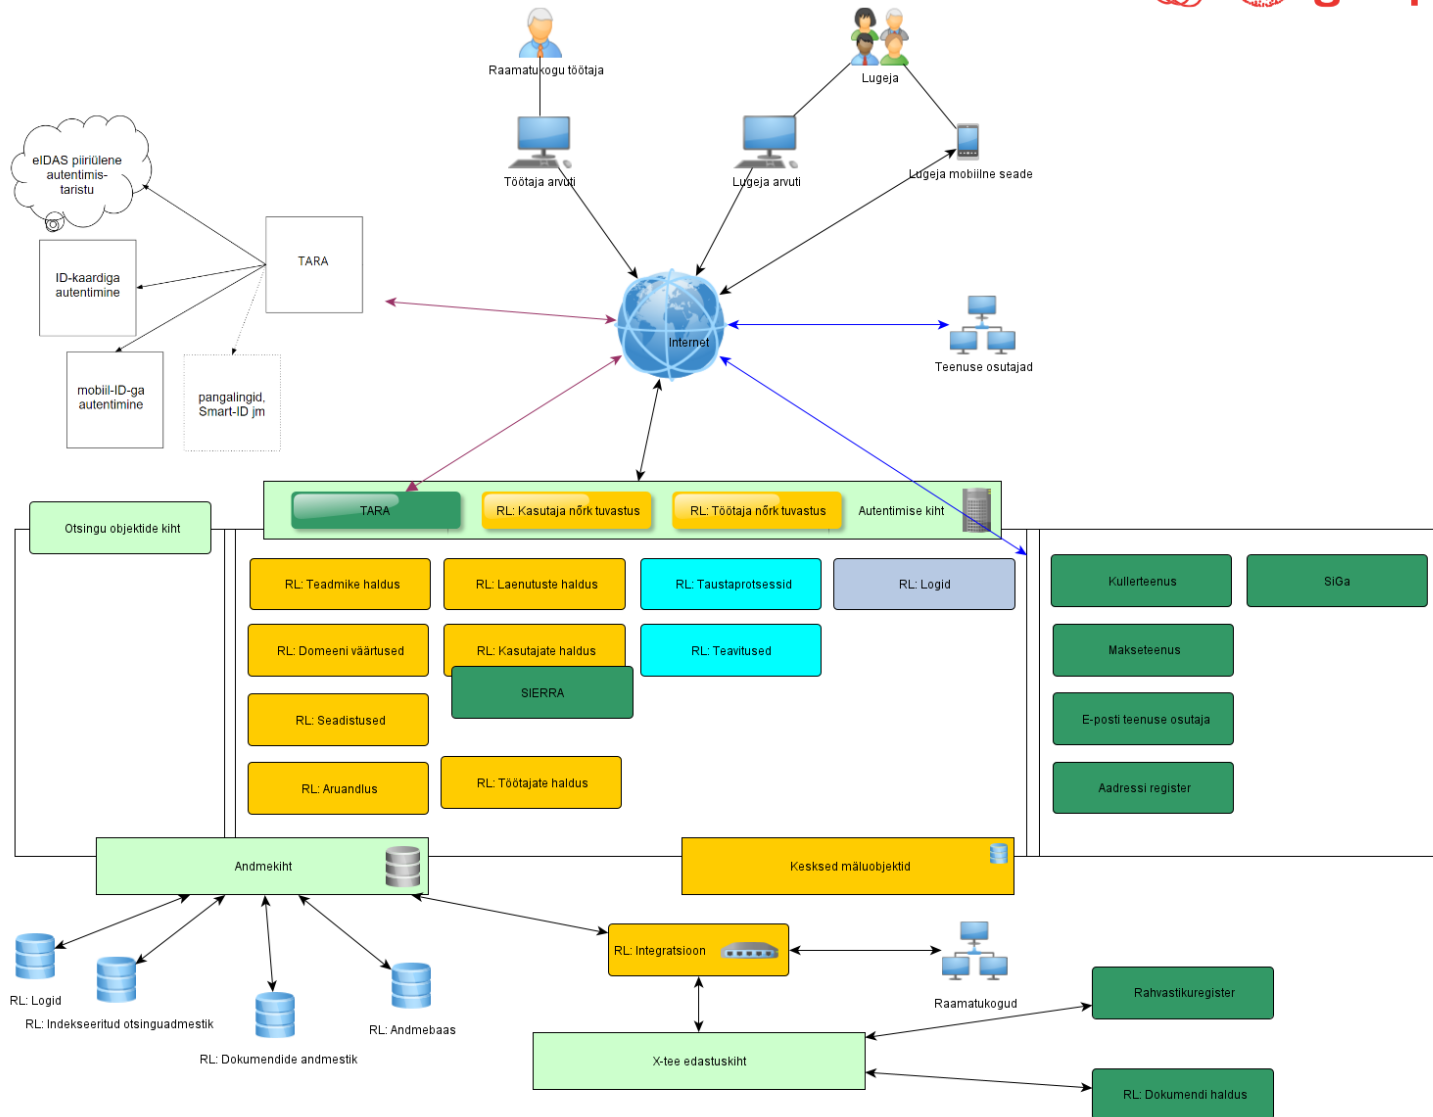 Raamatukogu töötaja
Lugeja
eIDAS piiriülene
autentimis-
taristu
Töötaja arvuti
Lugeja arvuti
Lugeja mobiilne seade
TARA
ID-kaardiga
autentimine
Internet
Teenuse osutajad
mobiil-ID-ga
autentimine
pangalingid,
Smart-ID jm
Otsingu objektide kiht
TARA
RL: Kasutaja nõrk tuvastus
RL: Töötaja nõrk tuvastus
Autentimise kiht
RL: Teadmike haldus
RL: Laenutuste haldus
RL: Taustaprotsessid
RL: Logid
Kullerteenus
SiGa
RL: Domeeni väärtused
RL: Kasutajate haldus
RL: Teavitused
Makseteenus
SIERRA
RL: Seadistused
E-posti teenuse osutaja
RL: Aruandlus
RL: Töötajate haldus
Aadressi register
Andmekiht
Kesksed mäluobjektid
RL: Integratsioon
RL: Logid
RL: Indekseeritud otsinguadmestik
RL: Dokumendide andmestik
RL: Andmebaas
Raamatukogud
Rahvastikuregister
X-tee edastuskiht
RL: Dokumendi haldus